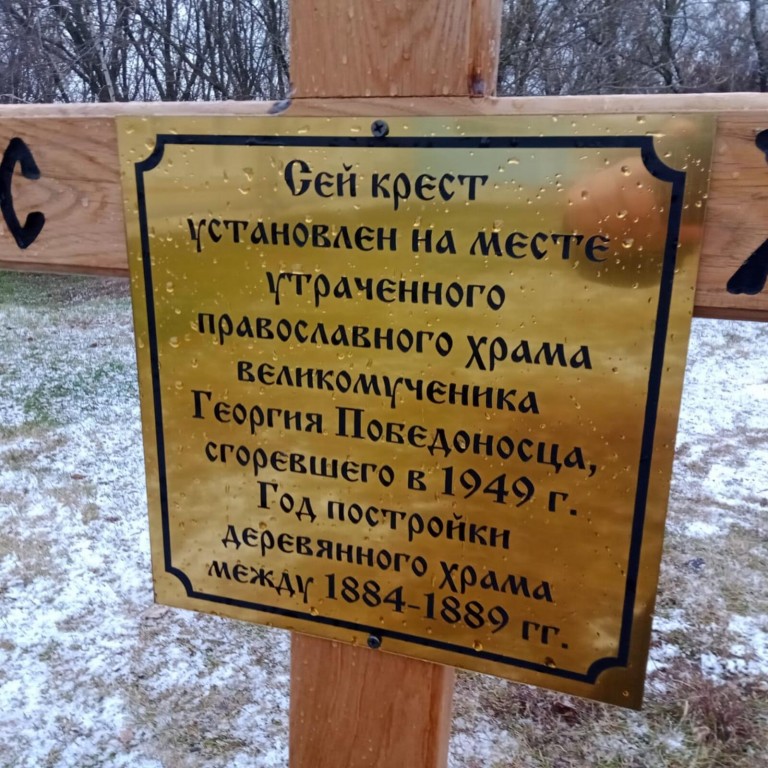 Сей крест
установлен на месте
утраченного
православного храма
великомученика
Георгия Победоносца,
сгоревшего в 1949 г.
Год постройки
деревянного храма
между 1884-1889 гг.
С
Х